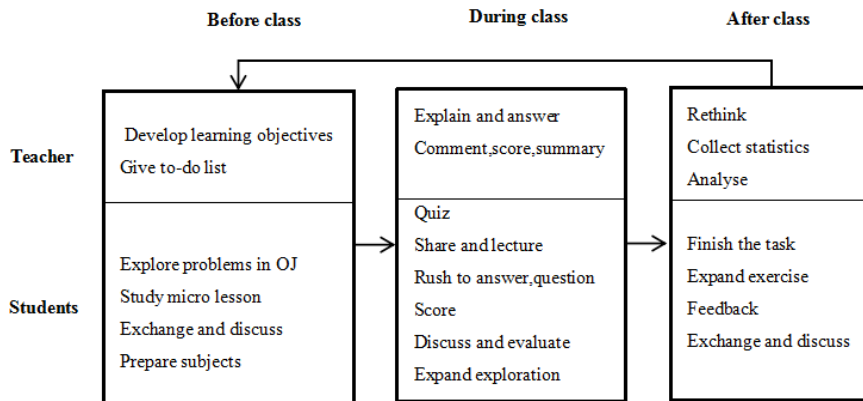 Before class
During class
After class
Teacher
Develop learning objectives
Give to-do list
Explain and answer
Comment,score,summary
Rethink
Collect statistics
Analyse
Students
Explore problems in OJ
Study micro lesson
Exchange and discuss
Prepare subjects
Quiz
Share and lecture
Rush to answer,question
Score
Discuss and evaluate
Expand exploration
Finish the task
Expand exercise
Feedback
Exchange and discuss